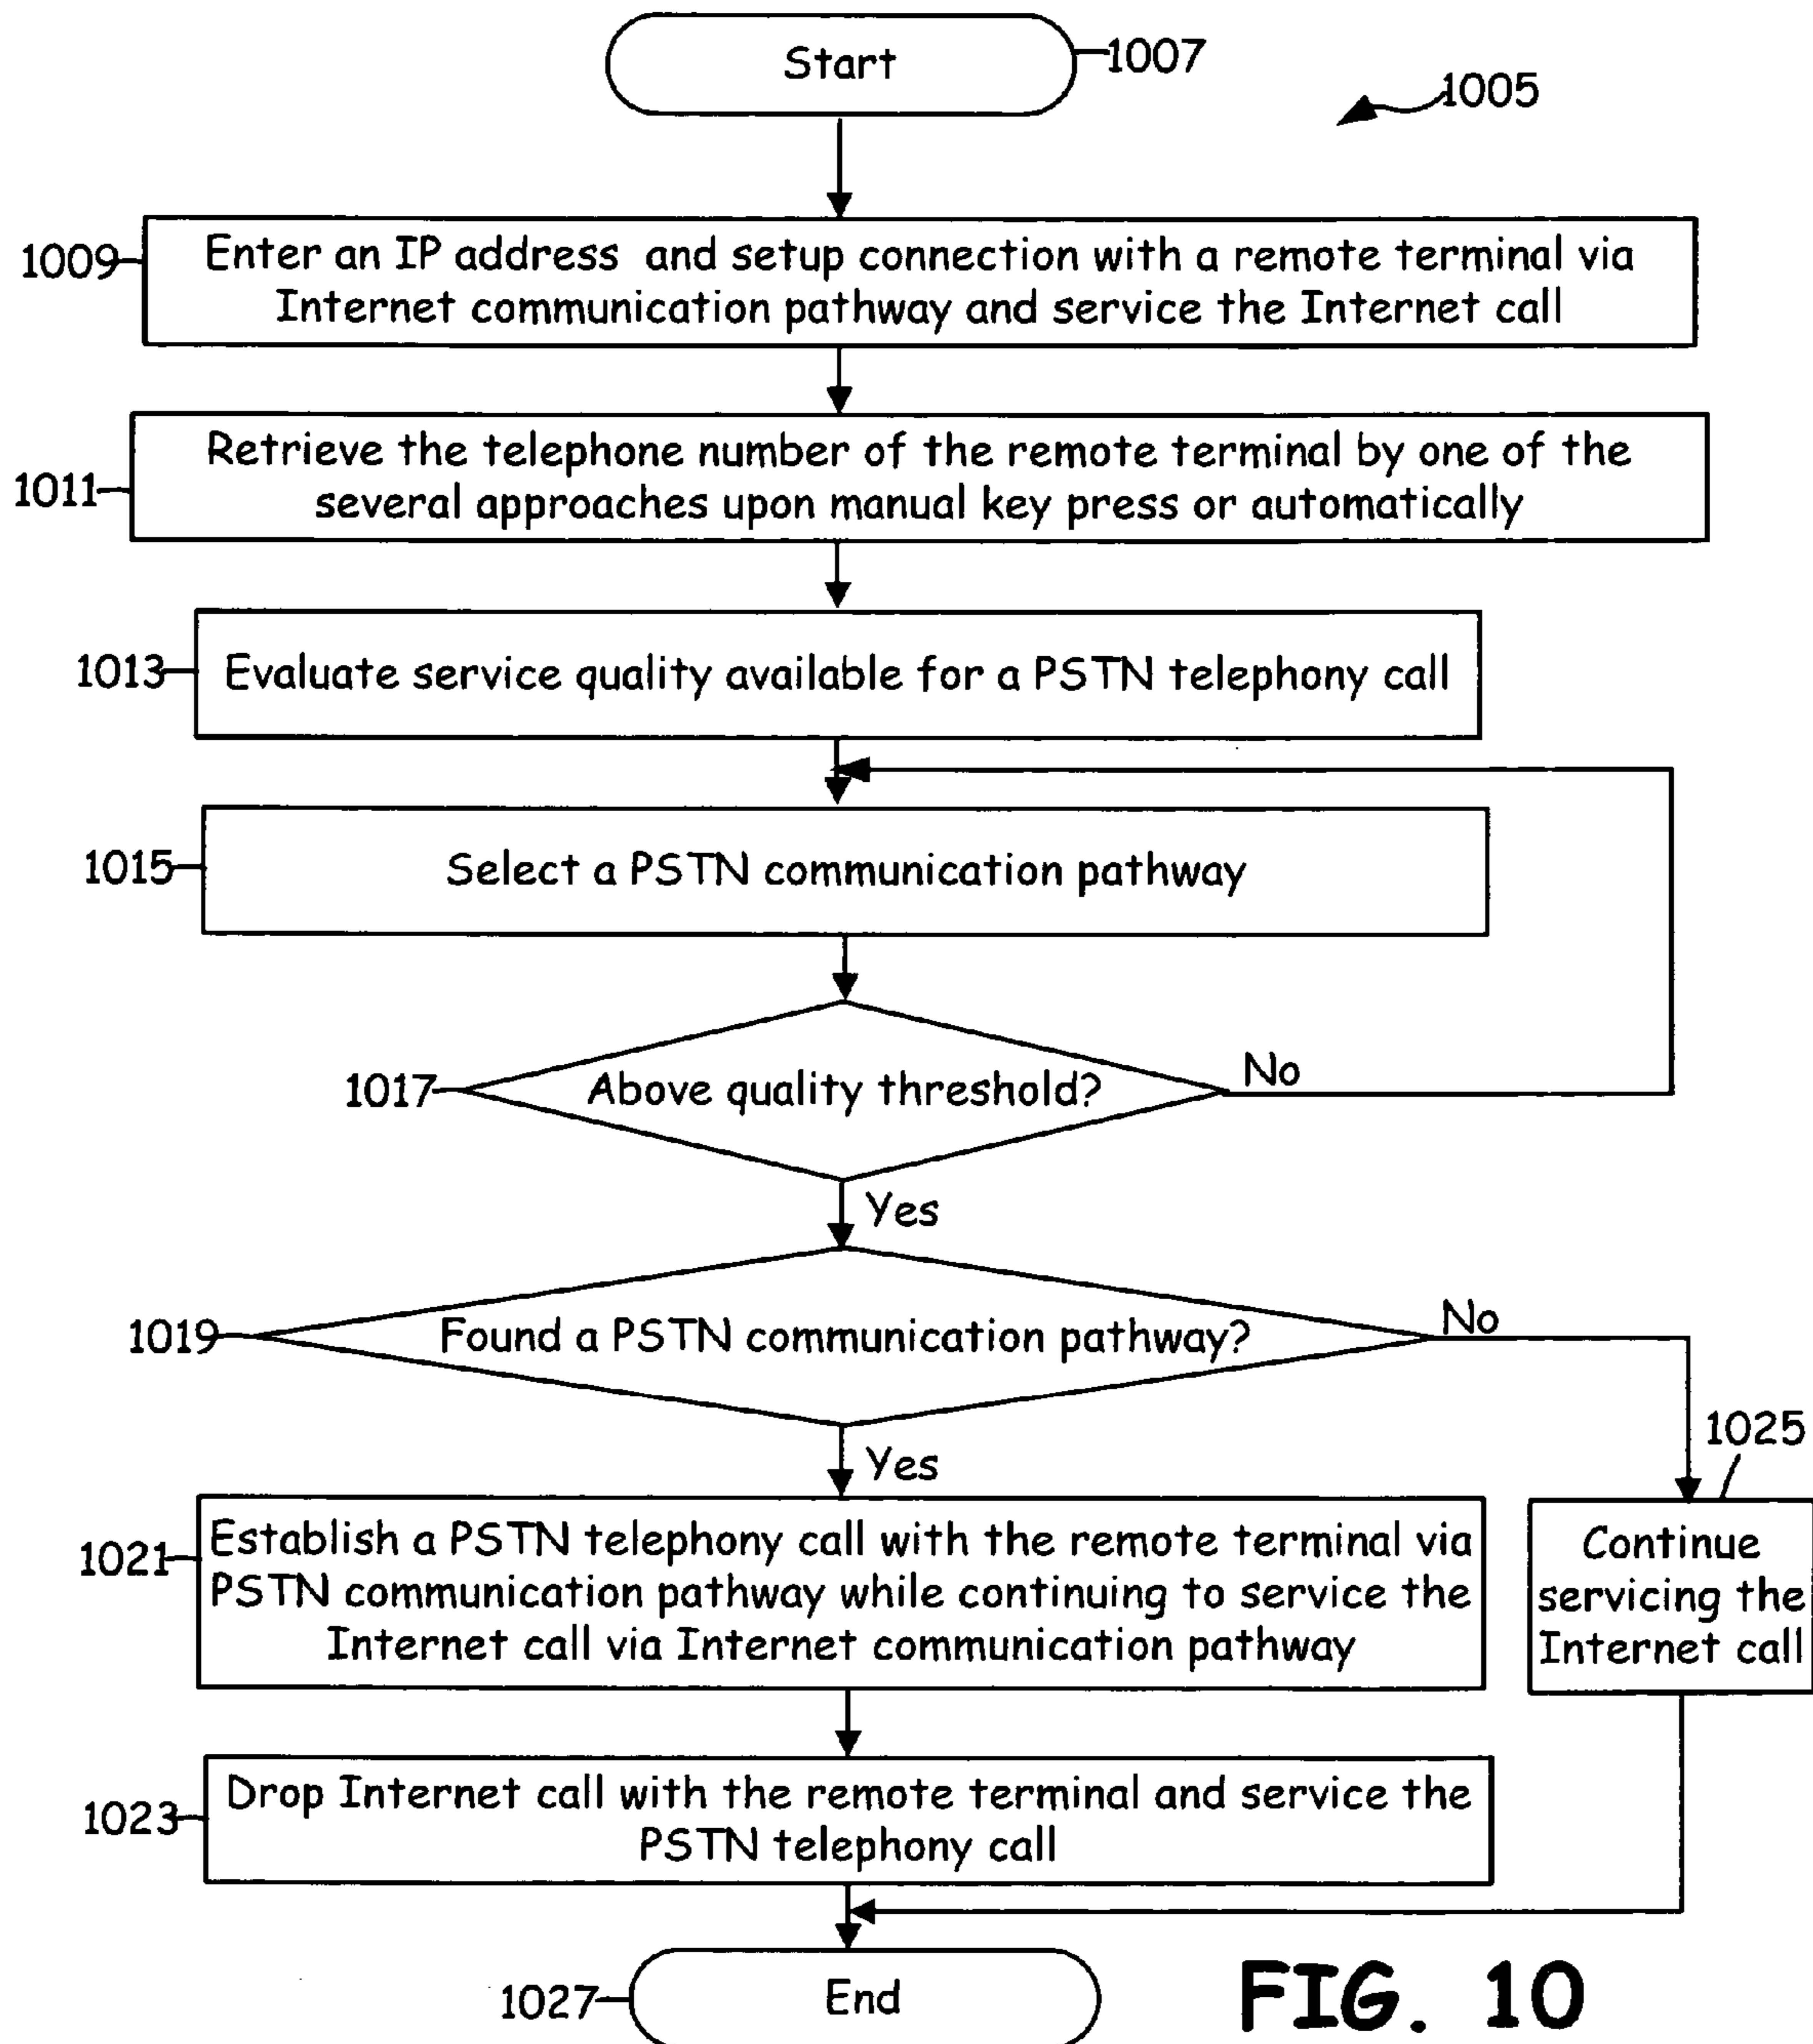 Start
1007
1005
1009
Enter an IP address and setup connection with a remote terminal via
Internet communication pathway and service the Internet call
1011
Retrieve the telephone number of the remote terminal by one of the
several approaches upon manual key press or automatically
1013
Evaluate service quality available for a PSTN telephony call
1015
Select a PSTN communication pathway
1017
Above quality threshold?
No
Yes
1019
Found a PSTN communication pathway?
No
Yes
1025
1021
Establish a PSTN telephony call with the remote terminal via
PSTN communication pathway while continuing to service the
Internet call via Internet communication pathway
Continue
servicing the
Internet call
1023
Drop Internet call with the remote terminal and service the
PSTN telephony call
1027
End
FIG. 10